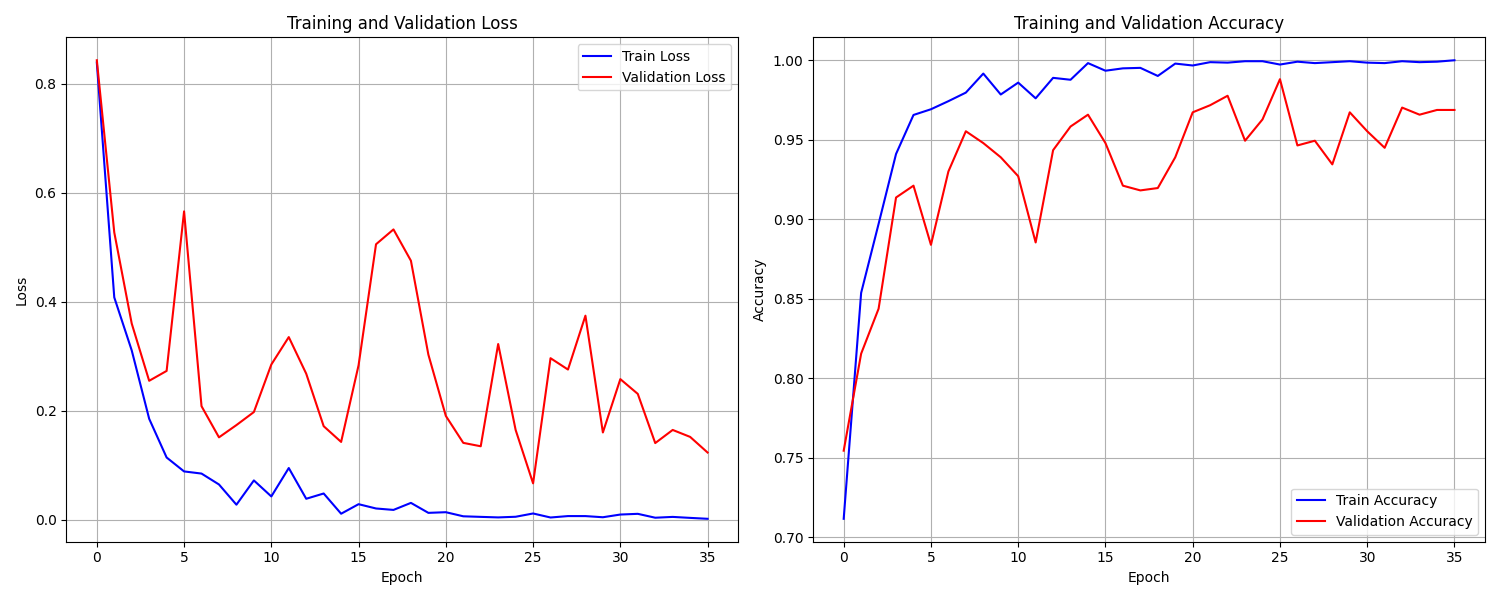 Training and Validation Loss
Train Loss
Validation Loss
0.8
0.6
0.4
0.2
0.0
Loss
0 5 10 15 20 25 30 35
Epoch
Training and Validation Accuracy
1.00
0.95
0.90
0.85
0.80
0.75
0.70
Accuracy
Train Accuracy
Validation Accuracy
0 5 10 15 20 25 30 35
Epoch